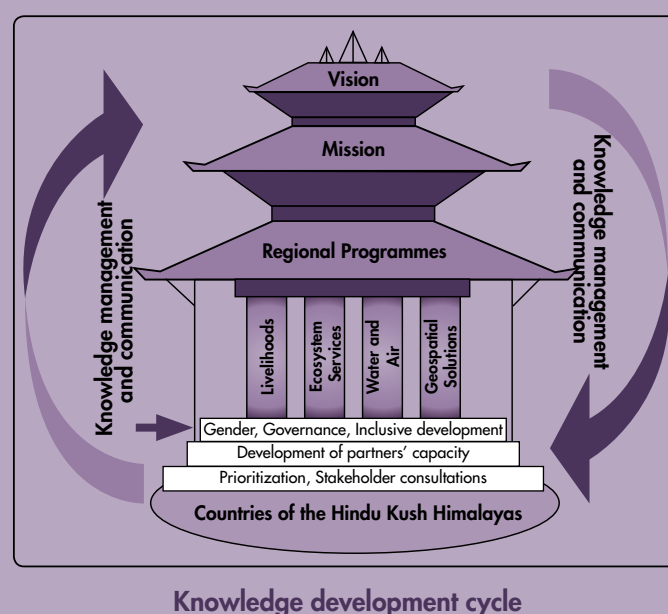 Vision
Mission
Regional Programmes
Knowledge management
and communication
Knowledge management
and communication
Livelihoods
Ecosystem
Services
Water and
Air
Geospatial
Solutions
Gender, Governance, Inclusive development
Development of partners’ capacity
Prioritization, Stakeholder consultations
Countries of the Hindu Kush Himalayas
Knowledge development cycle